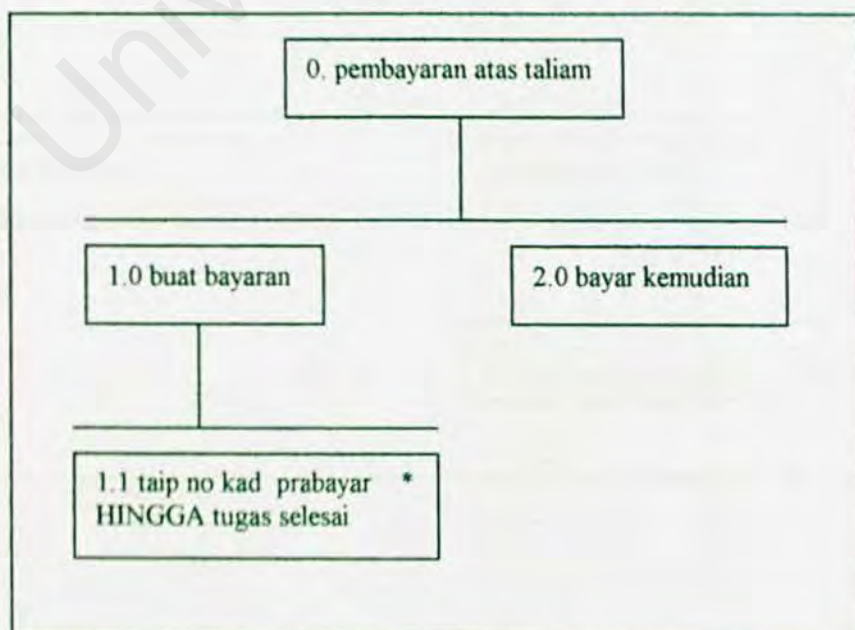 Univ
0. pembayaran atas taliam
1.0 buat bayaran
2.0 bayar kemudian
1.1 taip no kad prabayar *
HINGGA tugas selesai